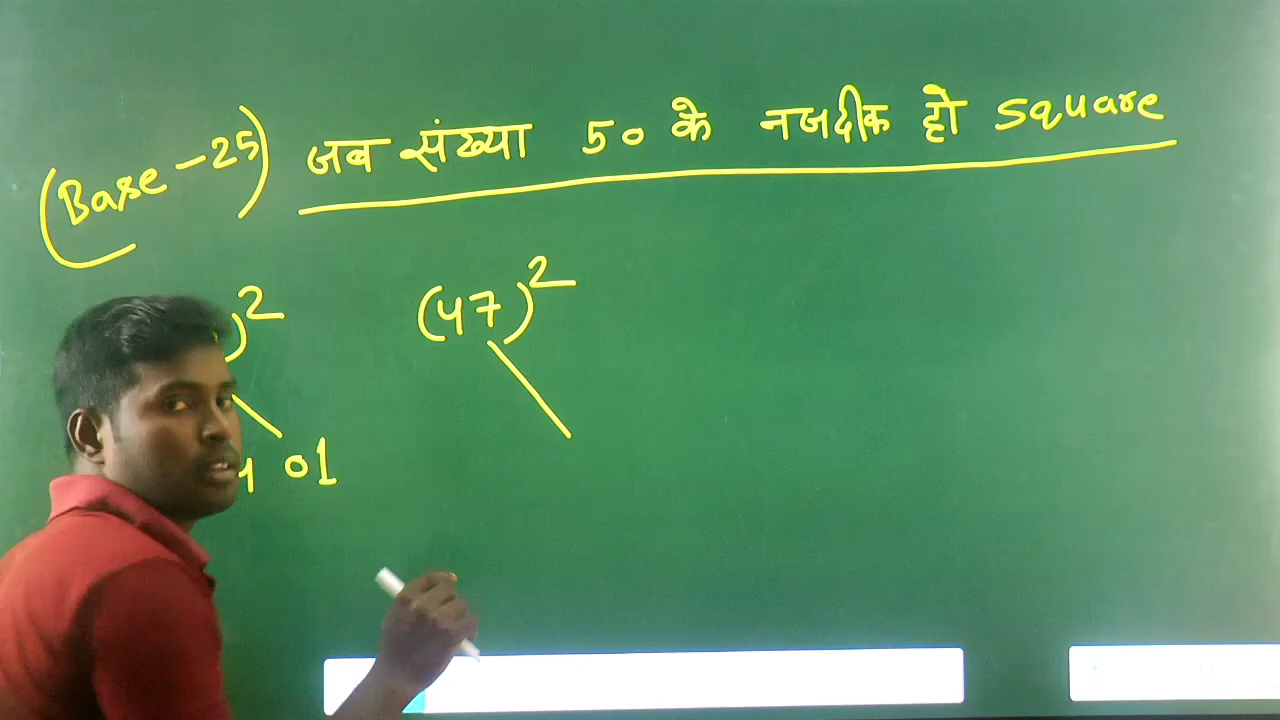 (Base - 25) जब संख्या 50 के नजदीक हो square
)² (47)²
01